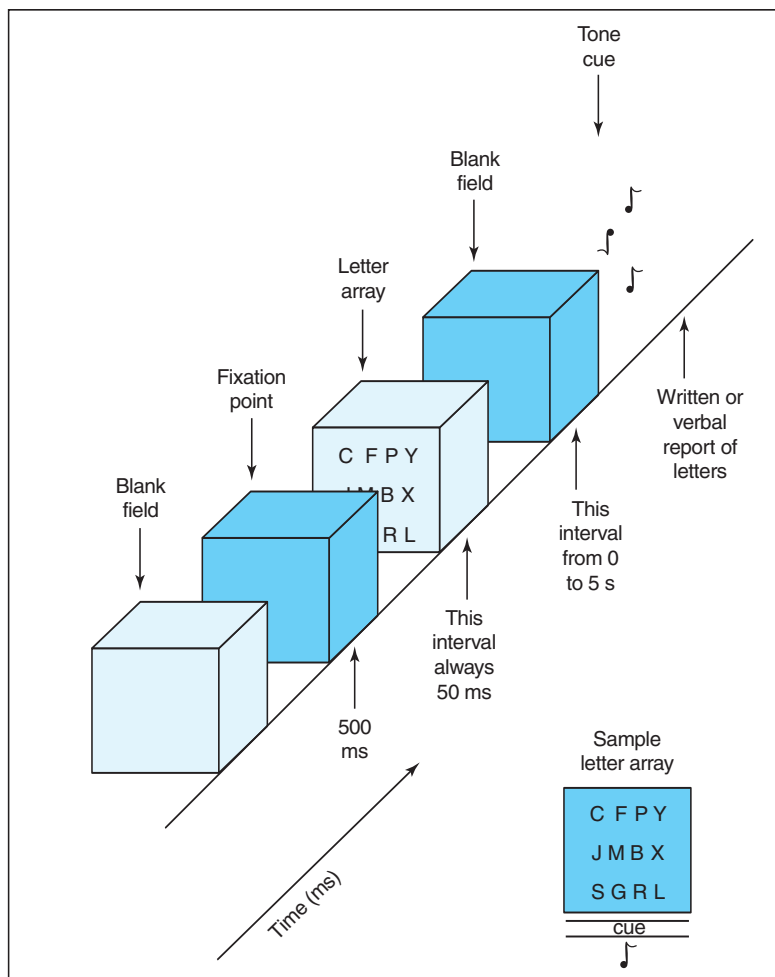 Tone
cue
Blank
field
Letter
array
Fixation
point
Blank
field
C F P Y
J M B X
R L
Written or
verbal
report of
letters
This
interval
from 0
to 5 s
This
interval
always
50 ms
500
ms
Time (ms)
Sample
letter array
C F P Y
J M B X
S G R L
cue